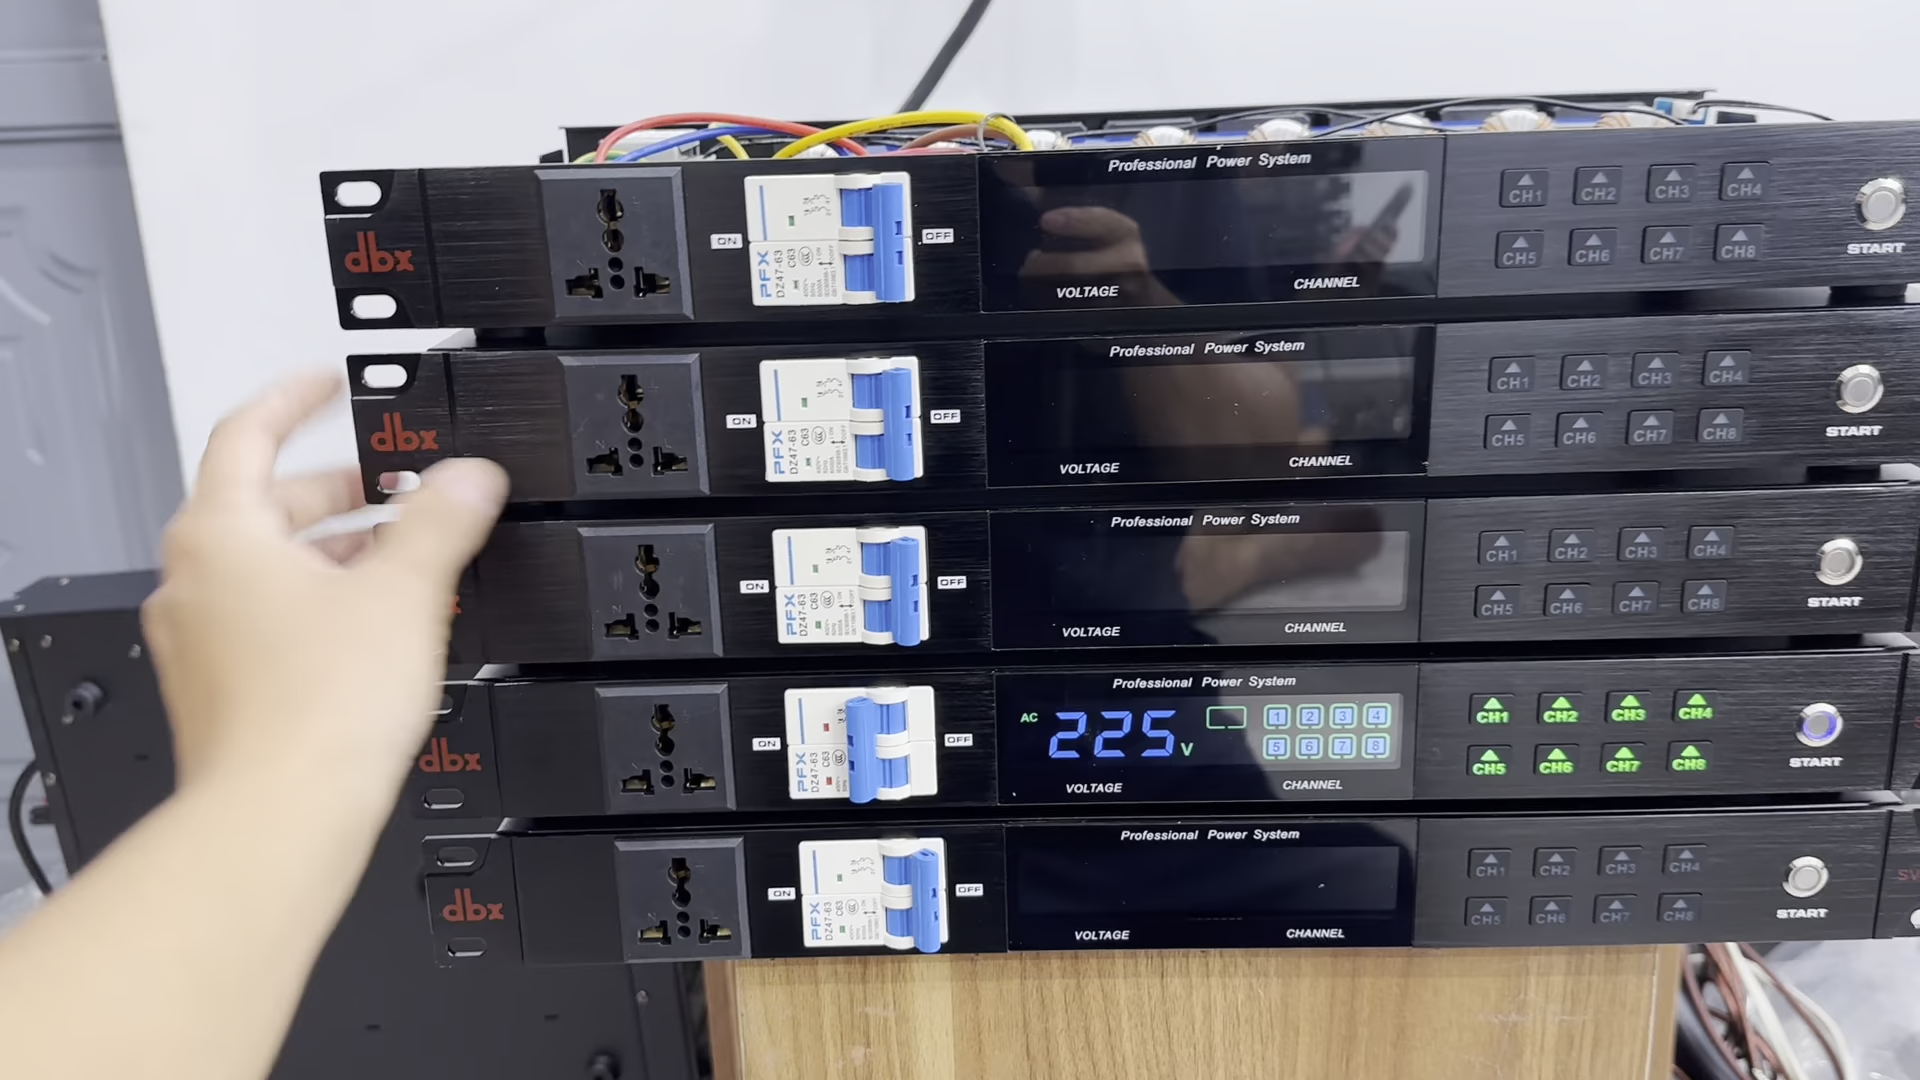 Professional Power System
dbx
ON
PFX
DZ47-63
C63
OFF
VOLTAGE
CHANNEL
CH1 CH2 CH3 CH4
CH5 CH6 CH7 CH8
START
Professional Power System
dbx
ON
PFX
DZ47-63
C63
OFF
VOLTAGE
CHANNEL
CH1 CH2 CH3 CH4
CH5 CH6 CH7 CH8
START
Professional Power System
ON
PFX
DZ47-63
C63
OFF
VOLTAGE
CHANNEL
CH1 CH2 CH3 CH4
CH5 CH6 CH7 CH8
START
Professional Power System
dbx
ON
PFX
DZ47-63
C63
OFF
AC 225 V
1 2 3 4
5 6 7 8
VOLTAGE
CHANNEL
CH1 CH2 CH3 CH4
CH5 CH6 CH7 CH8
START
Professional Power System
dbx
ON
PFX
DZ47-63
C63
OFF
VOLTAGE
CHANNEL
CH1 CH2 CH3 CH4
CH5 CH6 CH7 CH8
START